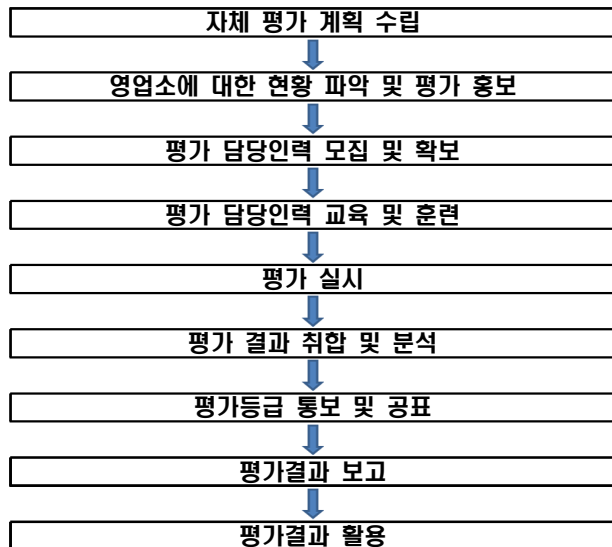 자체 평가 계획 수립
영업소에 대한 현황 파악 및 평가 홍보
평가 담당인력 모집 및 확보
평가 담당인력 교육 및 훈련
평가 실시
평가 결과 취합 및 분석
평가등급 통보 및 공표
평가결과 보고
평가결과 활용